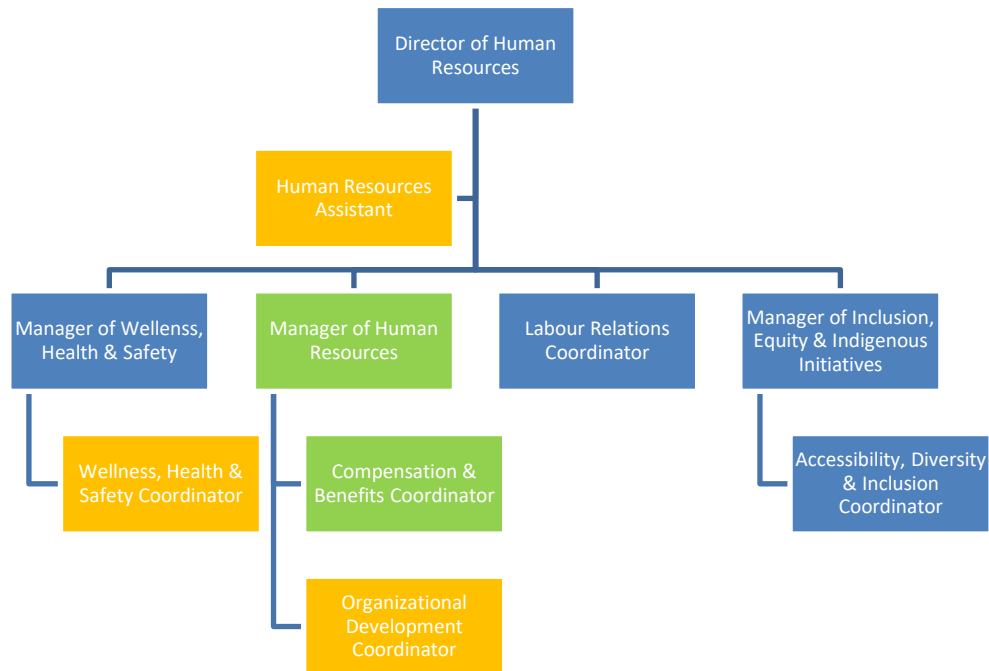 Director of Human
Resources
Human Resources
Assistant
Manager of Wellenss,
Health & Safety
Manager of Human
Resources
Labour Relations
Coordinator
Manager of Inclusion,
Equity & Indigenous
Initiatives
Wellness, Health &
Safety Coordinator
Compensation &
Benefits Coordinator
Accessibility, Diversity
& Inclusion
Coordinator
Organizational
Development
Coordinator